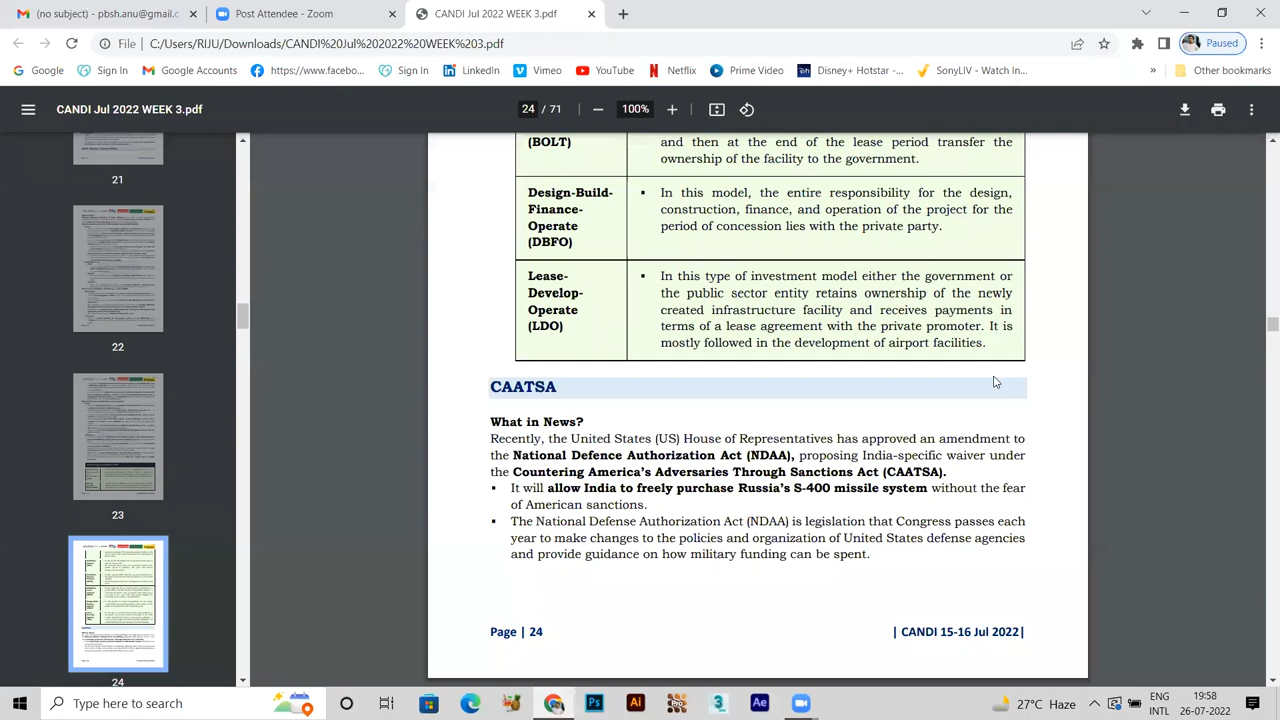 (no subject) - pbsh.anu@gmail.c
Post Attendee - Zoom
CANDI Jul 2022 WEEK 3.pdf
File | C:/Users/RIJU/Downloads/CANDI%20Jul%202022%20WEEK%203.pdf
Paused
Google
Sign In
Google Accounts
https://www.facebo...
Sign In
LinkedIn
Vimeo
YouTube
Netflix
Prime Video
Disney+ Hotstar -...
SonyLIV - Watch In...
»
Other bookmarks
CANDI Jul 2022 WEEK 3.pdf
24 / 71
100%
21
22
23
24
(BOLT)
and then at the end of the lease period transfer the
ownership of the facility to the government.
Design-Build-
Finance-
Operate
(DBFO)
▪ In this model, the entire responsibility for the design,
construction, finance, and operation of the project for the
period of concession lies with the private party.
Lease-
Develop-
Operate
(LDO)
▪ In this type of investment model either the government or
the public sector entity retains ownership of the newly
created infrastructure facility and receives payments in
terms of a lease agreement with the private promoter. It is
mostly followed in the development of airport facilities.
CAATSA
What in News?
Recently, the United States (US) House of Representatives has approved an amendment to
the National Defence Authorization Act (NDAA), proposing India-specific waiver under
the Countering America's Adversaries Through Sanctions Act (CAATSA).
▪ It will allow India to freely purchase Russia's S-400 missile system without the fear
of American sanctions.
▪ The National Defense Authorization Act (NDAA) is legislation that Congress passes each
year to make changes to the policies and organization of United States defense agencies
and provide guidance on how military funding can be spent.
Page | 24
| CANDI 15-16 Jul 2022|
Type here to search
27°C Haze
ENG
INTL
19:58
26-07-2022